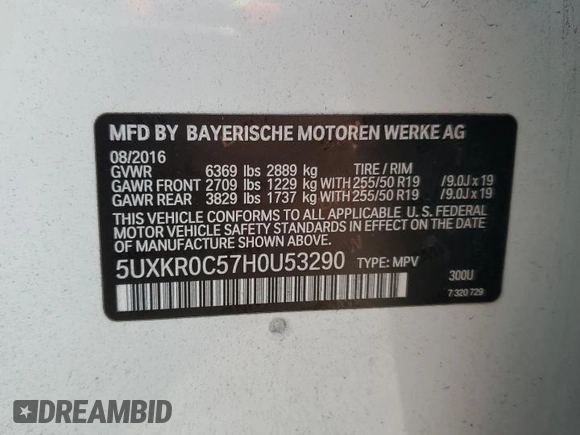 MFD BY BAYERISCHE MOTOREN WERKE AG
08/2016
GVWR 6369 lbs 2889 kg TIRE / RIM
GAWR FRONT 2709 lbs 1229 kg WITH 255/50 R19 /9.0J x 19
GAWR REAR 3829 lbs 1737 kg WITH 255/50 R19 /9.0J x 19
THIS VEHICLE CONFORMS TO ALL APPLICABLE U.S. FEDERAL
MOTOR VEHICLE SAFETY STANDARDS IN EFFECT ON THE DATE
OF MANUFACTURE SHOWN ABOVE.
5UXKR0C57H0U53290 TYPE: MPV 300U
7 320 729
DREAMBID